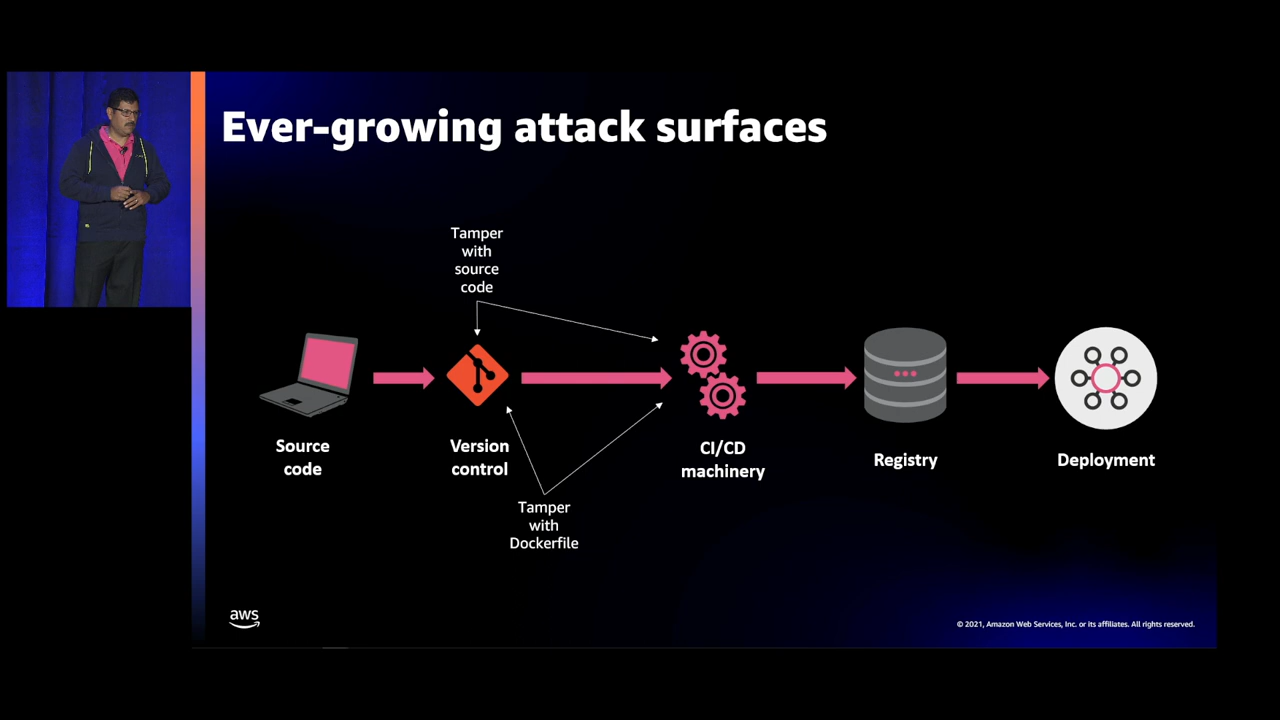 Ever-growing attack surfaces
Tamper
with
source
code
Source
code
Version
control
CI/CD
machinery
Registry
Deployment
Tamper
with
Dockerfile
aws
© 2021, Amazon Web Services, Inc. or its affiliates. All rights reserved.